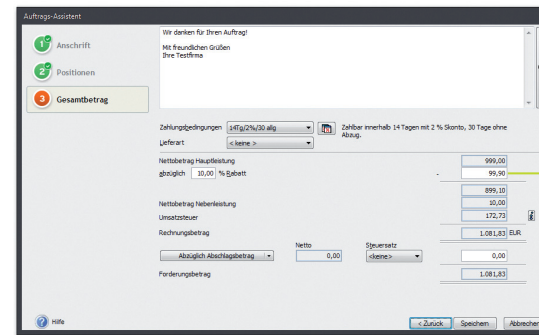 Auftrags-Assistent
1 Anschrift
2 Positionen
3 Gesamtbetrag
Wir danken für Ihren Auftrag!
Mit freundlichen Grüßen
Ihre Testfirma
Zahlungsbedingungen 14Tg/2%/30 allg Zahlbar innerhalb 14 Tagen mit 2 % Skonto, 30 Tage ohne
Abzug.
Lieferart < keine >
Nettobetrag Hauptleistung 999,00
abzüglich 10,00 % Rabatt - 99,90
899,10
Nettobetrag Nebenleistung 10,00
Umsatzsteuer 172,73
Rechnungsbetrag 1.081,83 EUR
Netto Steuersatz
Abzüglich Abschlagsbetrag 0,00 <keine> 0,00
Forderungsbetrag 1.081,83
Hilfe < Zurück Speichern Abbrechen